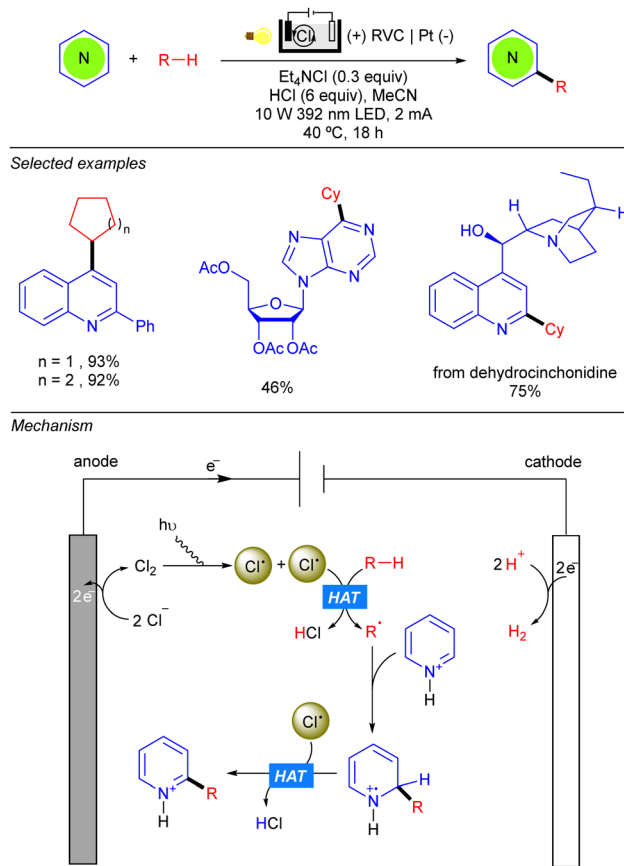 N + R–H
Cl
(+) RVC | Pt (-)
N
R
Et₄NCl (0.3 equiv)
HCl (6 equiv), MeCN
10 W 392 nm LED, 2 mA
40 ºC, 18 h
Selected examples
( )n
N
Ph
n = 1 , 93%
n = 2 , 92%
Cy
N
N
N
N
AcO
O
OAc
OAc
46%
H
N
H
HO
N
Cy
from dehydrocinchonidine
75%
Mechanism
anode
e⁻
cathode
hυ
Cl₂
Cl•
+
Cl•
R–H
2e⁻
2 Cl⁻
HAT
HCl
R•
2 H⁺
2e⁻
H₂
N⁺
H
Cl•
HAT
HCl
N⁺
H
R
H
N
+•
H
R